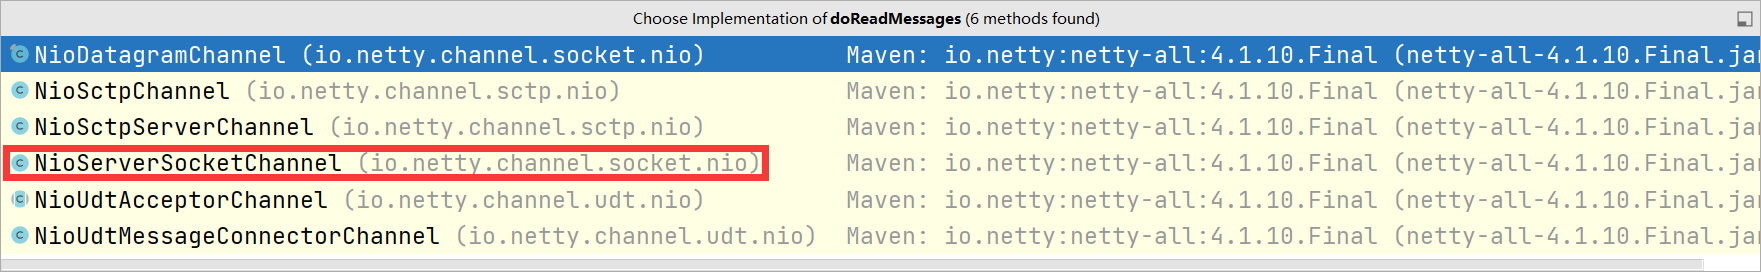 Choose Implementation of doReadMessages (6 methods found)
NioDatagramChannel (io.netty.channel.socket.nio) Maven: io.netty:netty-all:4.1.10.Final (netty-all-4.1.10.Final.jar
NioSctpChannel (io.netty.channel.sctp.nio) Maven: io.netty:netty-all:4.1.10.Final (netty-all-4.1.10.Final.jar
NioSctpServerChannel (io.netty.channel.sctp.nio) Maven: io.netty:netty-all:4.1.10.Final (netty-all-4.1.10.Final.jar
NioServerSocketChannel (io.netty.channel.socket.nio) Maven: io.netty:netty-all:4.1.10.Final (netty-all-4.1.10.Final.jar
NioUdtAcceptorChannel (io.netty.channel.udt.nio) Maven: io.netty:netty-all:4.1.10.Final (netty-all-4.1.10.Final.jar
NioUdtMessageConnectorChannel (io.netty.channel.udt.nio) Maven: io.netty:netty-all:4.1.10.Final (netty-all-4.1.10.Final.jar